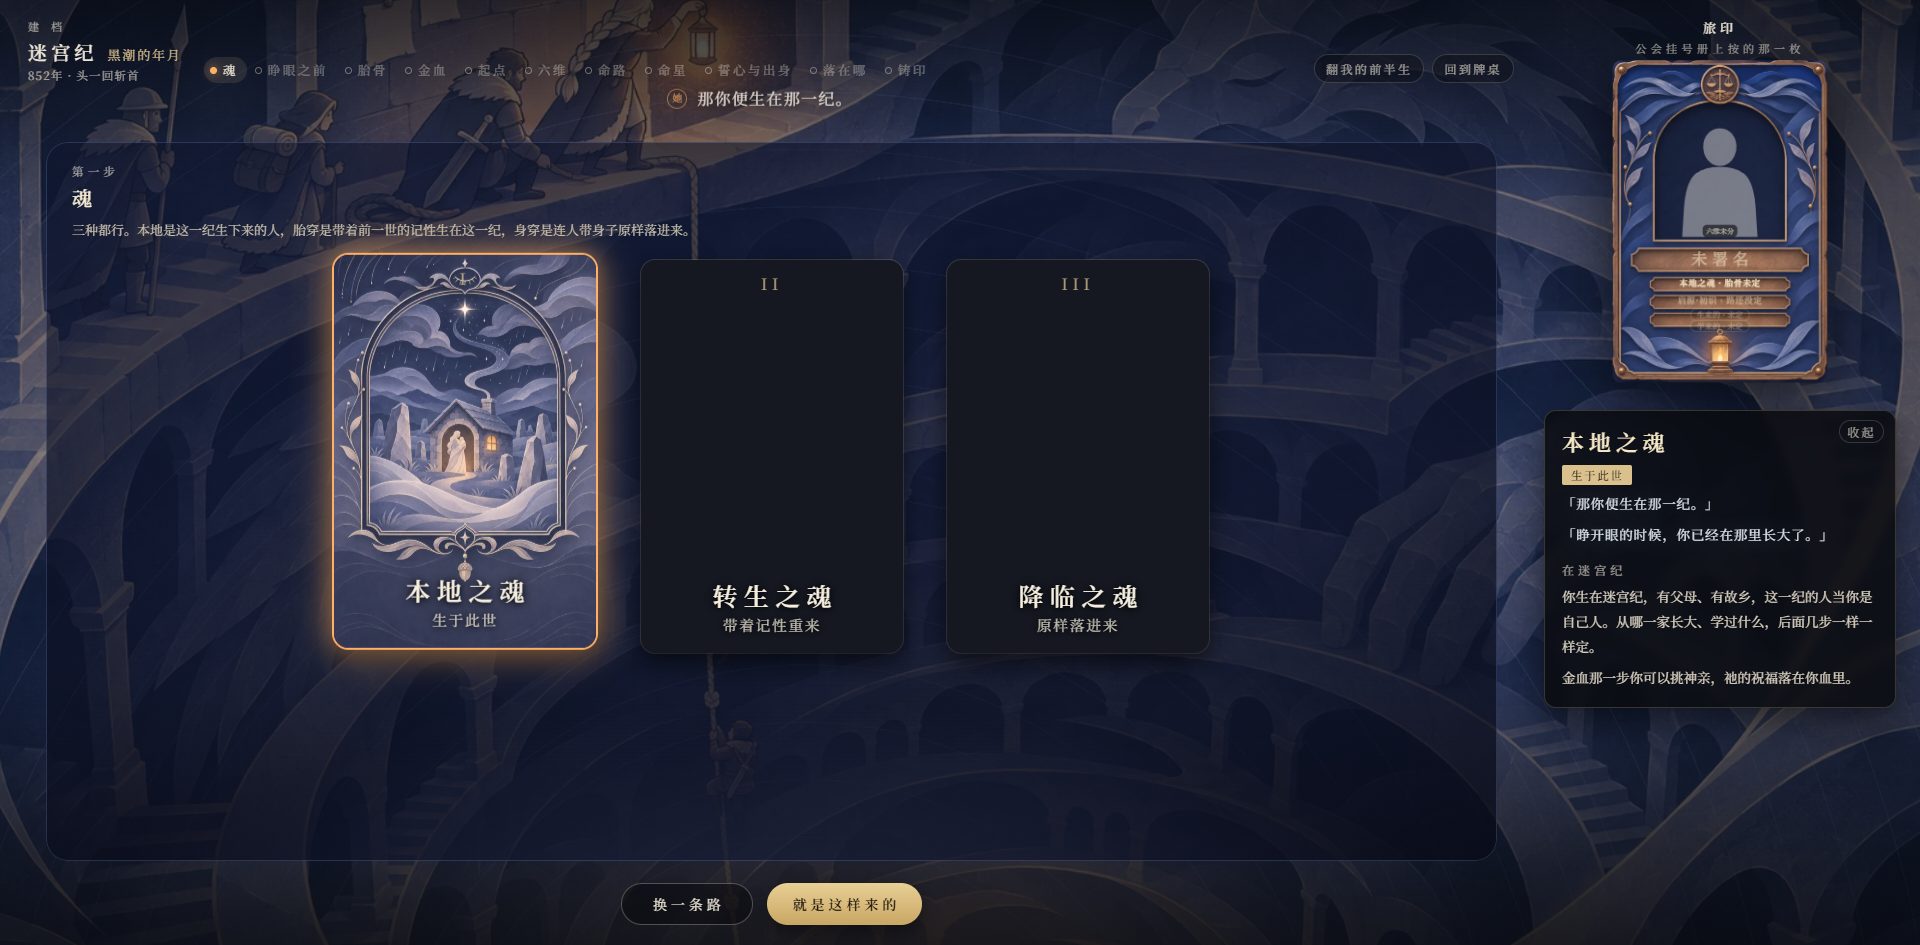 建档
迷宫纪 黑潮的年月
852年·头一回斩首
魂 睁眼之前 胎骨 金血 起点 六维 命路 命星 誓心与出身 落在哪 铸印
她 那你便生在那一纪。
翻我的前半生 回到牌桌
第一步
魂
三种都行。本地是这一纪生下来的人，胎穿是带着前一世的记性生在这一纪，身穿是连人带身子原样落进来。
I
本地之魂
生于此世
II
转生之魂
带着记性重来
III
降临之魂
原样落进来
换一条路 就是这样来的
旅印
公会挂号册上按的那一枚
六维未分
未署名
本地之魂·胎骨未定
收起
本地之魂
生于此世
「那你便生在那一纪。」
「睁开眼的时候，你已经在那里长大了。」
在迷宫纪
你生在迷宫纪，有父母、有故乡，这一纪的人当你是
自己人。从哪一家长大、学过什么，后面几步一样一
样定。
金血那一步你可以挑神亲，祂的祝福落在你血里。